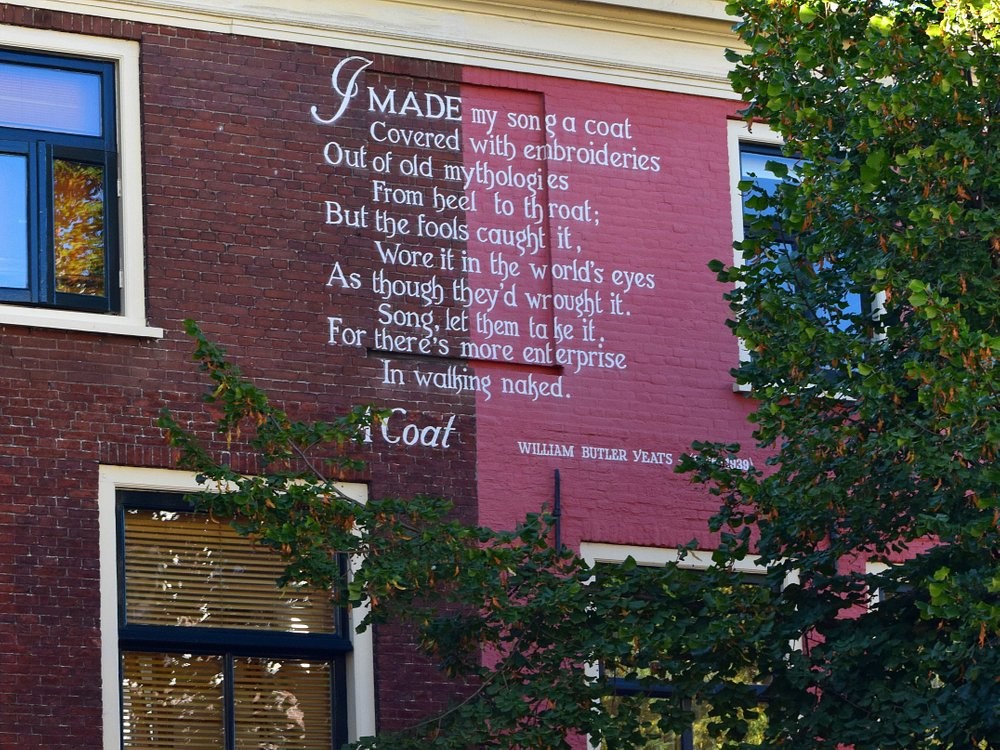 I MADE my song a coat
Covered with embroideries
Out of old mythologies
From heel to throat;
But the fools caught it,
Wore it in the world's eyes
As though they'd wrought it.
Song, let them take it.
For there's more enterprise
In walking naked.
Coat
WILLIAM BUTLER YEATS 1939)